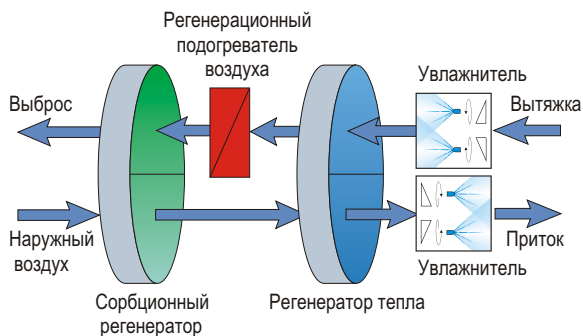 Регенерационный
подогреватель
воздуха
Увлажнитель
Выброс
Вытяжка
Наружный
воздух
Приток
Увлажнитель
Сорбционный
регенератор
Регенератор тепла